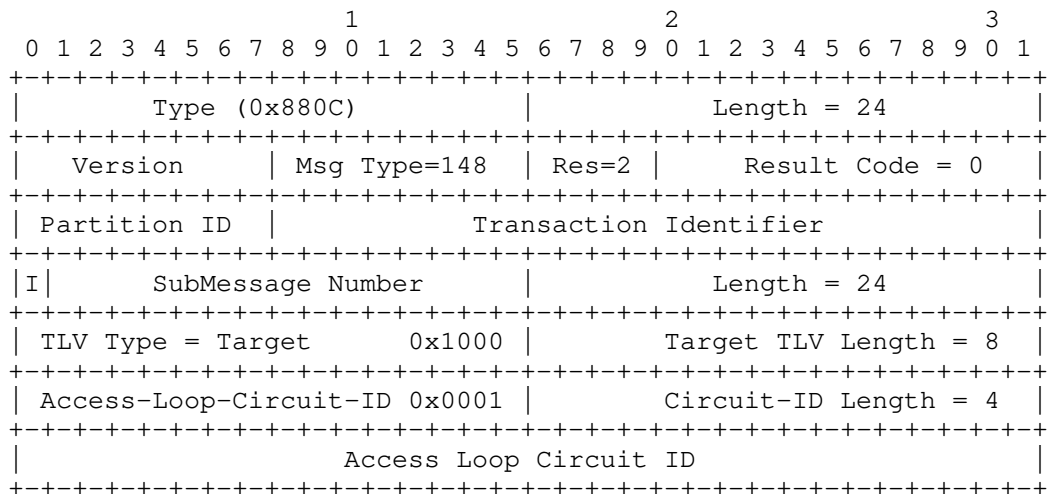 1                   2                   3
 0 1 2 3 4 5 6 7 8 9 0 1 2 3 4 5 6 7 8 9 0 1 2 3 4 5 6 7 8 9 0 1
+-+-+-+-+-+-+-+-+-+-+-+-+-+-+-+-+-+-+-+-+-+-+-+-+-+-+-+-+-+-+-+-+
|        Type (0x880C)          |           Length = 24         |
+-+-+-+-+-+-+-+-+-+-+-+-+-+-+-+-+-+-+-+-+-+-+-+-+-+-+-+-+-+-+-+-+
|   Version     | Msg Type=148  | Res=2 |     Result Code = 0   |
+-+-+-+-+-+-+-+-+-+-+-+-+-+-+-+-+-+-+-+-+-+-+-+-+-+-+-+-+-+-+-+-+
| Partition ID  |            Transaction Identifier             |
+-+-+-+-+-+-+-+-+-+-+-+-+-+-+-+-+-+-+-+-+-+-+-+-+-+-+-+-+-+-+-+-+
|I|      SubMessage Number      |           Length = 24         |
+-+-+-+-+-+-+-+-+-+-+-+-+-+-+-+-+-+-+-+-+-+-+-+-+-+-+-+-+-+-+-+-+
| TLV Type = Target      0x1000 |        Target TLV Length = 8  |
+-+-+-+-+-+-+-+-+-+-+-+-+-+-+-+-+-+-+-+-+-+-+-+-+-+-+-+-+-+-+-+-+
| Access-Loop-Circuit-ID 0x0001 |        Circuit-ID Length = 4  |
+-+-+-+-+-+-+-+-+-+-+-+-+-+-+-+-+-+-+-+-+-+-+-+-+-+-+-+-+-+-+-+-+
|                    Access Loop Circuit ID                     |
+-+-+-+-+-+-+-+-+-+-+-+-+-+-+-+-+-+-+-+-+-+-+-+-+-+-+-+-+-+-+-+-+